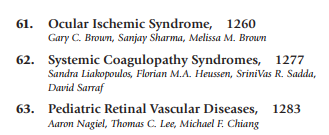 61. Ocular Ischemic Syndrome, 1260
Gary C. Brown, Sanjay Sharma, Melissa M. Brown
62. Systemic Coagulopathy Syndromes, 1277
Sandra Liakopoulos, Florian M.A. Heussen, SriniVas R. Sadda,
David Sarraf
63. Pediatric Retinal Vascular Diseases, 1283
Aaron Nagiel, Thomas C. Lee, Michael F. Chiang